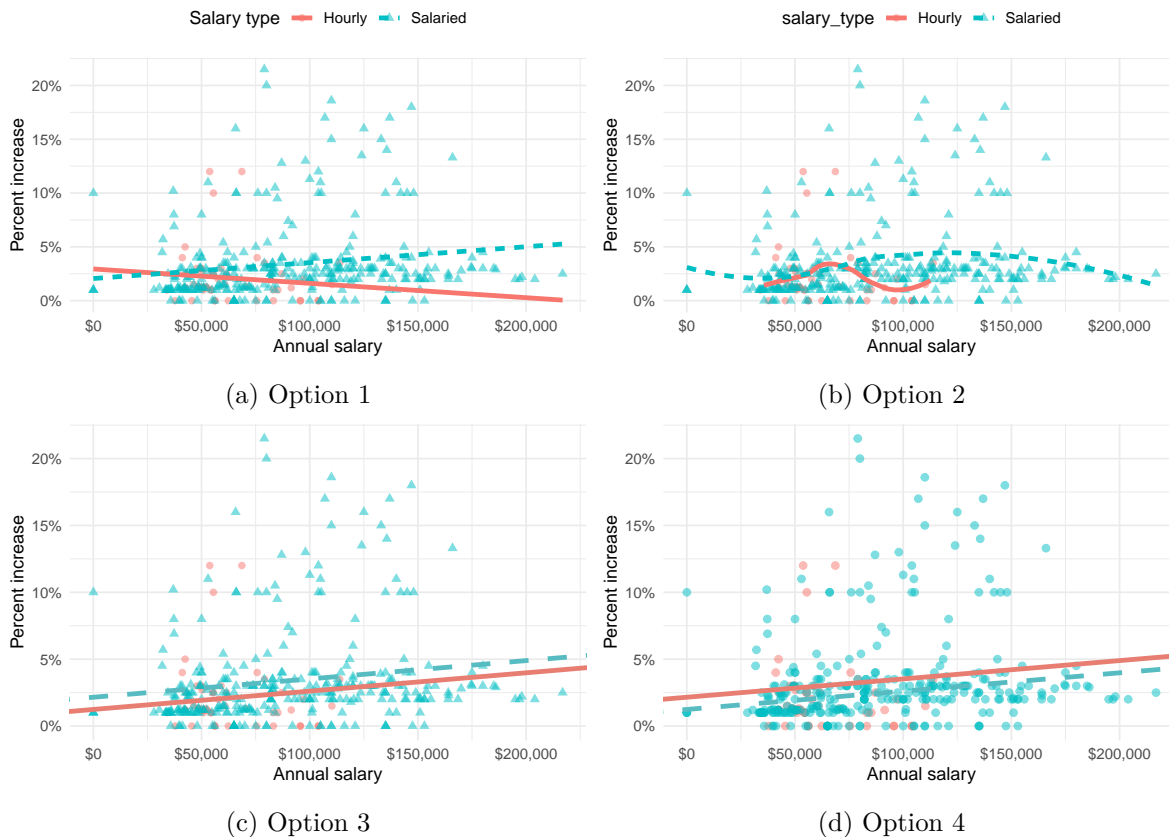 Salary type Hourly Salaried
Percent increase
20%
15%
10%
5%
0%
$0 $50,000 $100,000 $150,000 $200,000
Annual salary
(a) Option 1
salary_type Hourly Salaried
Percent increase
20%
15%
10%
5%
0%
$0 $50,000 $100,000 $150,000 $200,000
Annual salary
(b) Option 2
Percent increase
20%
15%
10%
5%
0%
$0 $50,000 $100,000 $150,000 $200,000
Annual salary
(c) Option 3
Percent increase
20%
15%
10%
5%
0%
$0 $50,000 $100,000 $150,000 $200,000
Annual salary
(d) Option 4